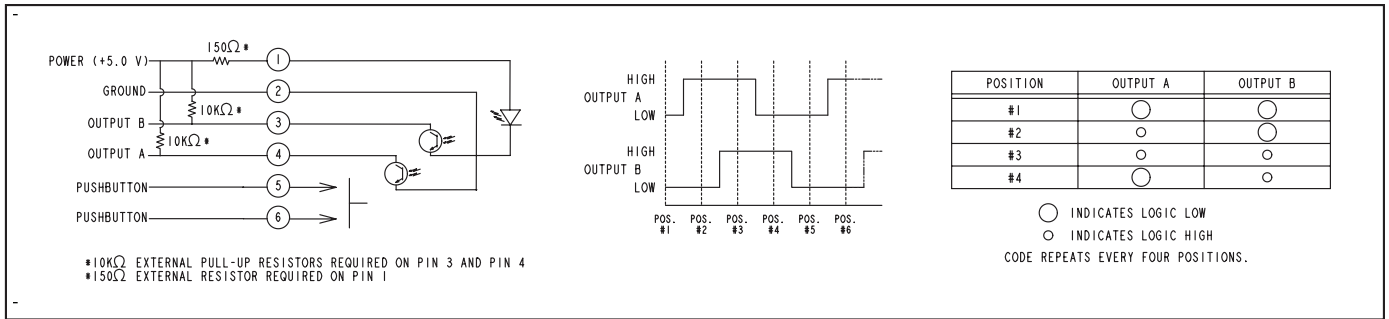 POWER (+5.0 V)
150Ω*
1
GROUND
2
10KΩ*
OUTPUT B
3
10KΩ*
OUTPUT A
4
PUSHBUTTON
5
PUSHBUTTON
6
*10KΩ EXTERNAL PULL-UP RESISTORS REQUIRED ON PIN 3 AND PIN 4
*150Ω EXTERNAL RESISTOR REQUIRED ON PIN 1
HIGH
OUTPUT A
LOW
HIGH
OUTPUT B
LOW
POS. POS. POS. POS. POS. POS.
#1 #2 #3 #4 #5 #6
POSITION OUTPUT A OUTPUT B
#1
#2
#3
#4
INDICATES LOGIC LOW
INDICATES LOGIC HIGH
CODE REPEATS EVERY FOUR POSITIONS.